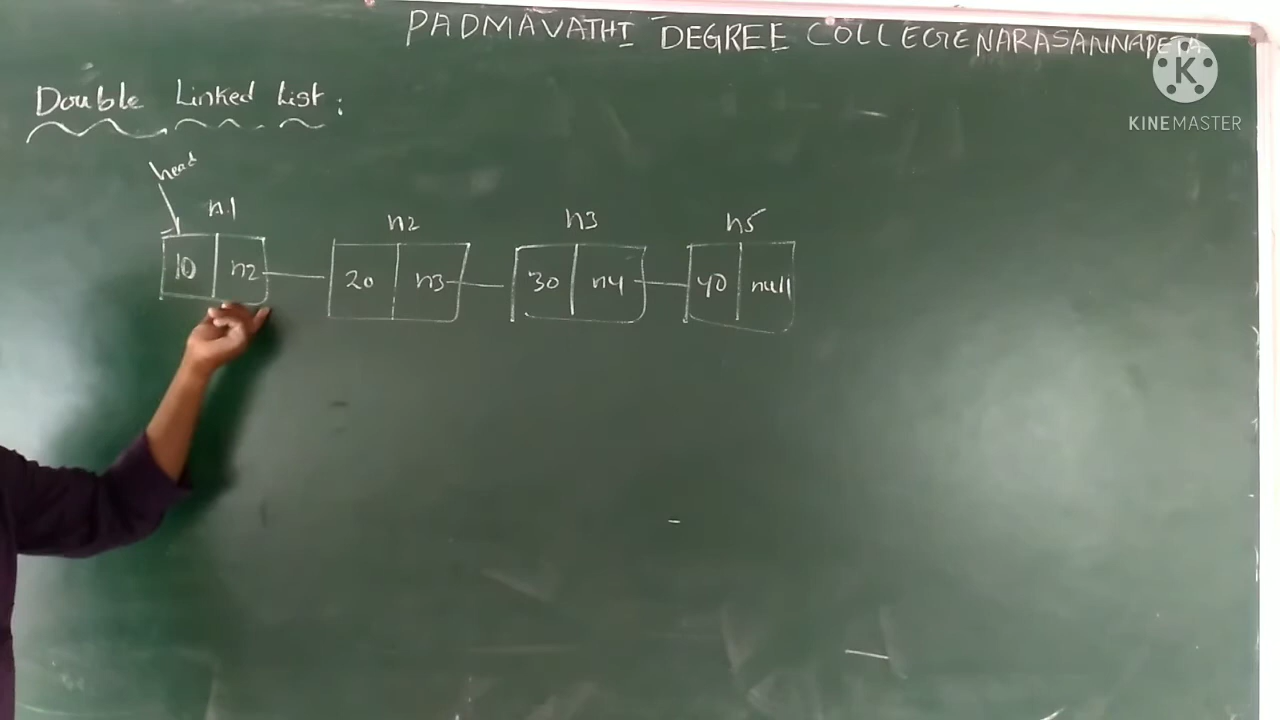 PADMAVATHI DEGREE COLLEGE NARASANNAPETA
K
KINEMASTER
Double Linked List:
head
n1 n2 n3 n5
10 n2 20 n3 30 n4 40 null